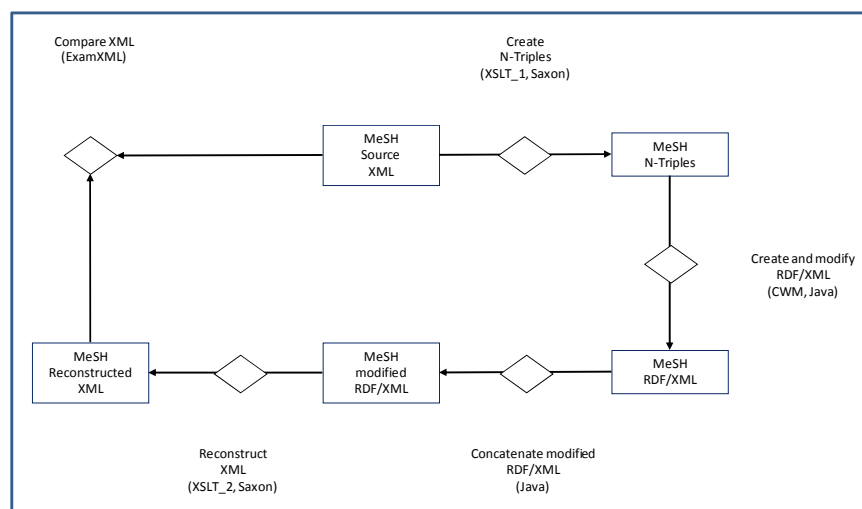 Compare XML
(ExamXML)
Create
N-Triples
(XSLT_1, Saxon)
MeSH
Source
XML
MeSH
N-Triples
Create and modify
RDF/XML
(CWM, Java)
MeSH
Reconstructed
XML
MeSH
modified
RDF/XML
MeSH
RDF/XML
Reconstruct
XML
(XSLT_2, Saxon)
Concatenate modified
RDF/XML
(Java)